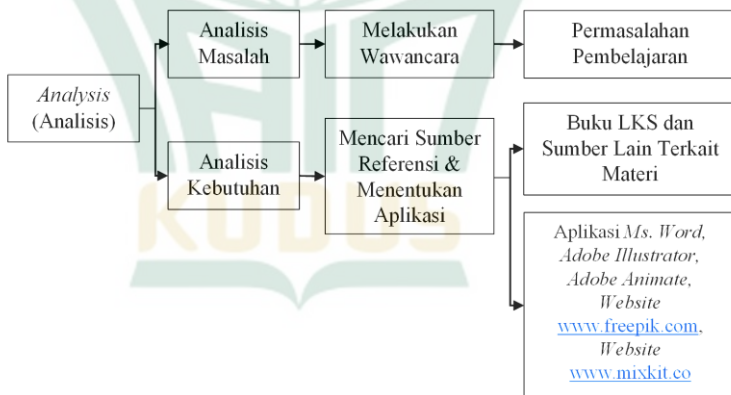 Analysis
(Analisis)
Analisis
Masalah
Melakukan
Wawancara
Permasalahan
Pembelajaran
Analisis
Kebutuhan
Mencari Sumber
Referensi &
Menentukan
Aplikasi
Buku LKS dan
Sumber Lain Terkait
Materi
Aplikasi Ms. Word,
Adobe Illustrator,
Adobe Animate,
Website
www.freepik.com,
Website
www.mixkit.co
KUDUS